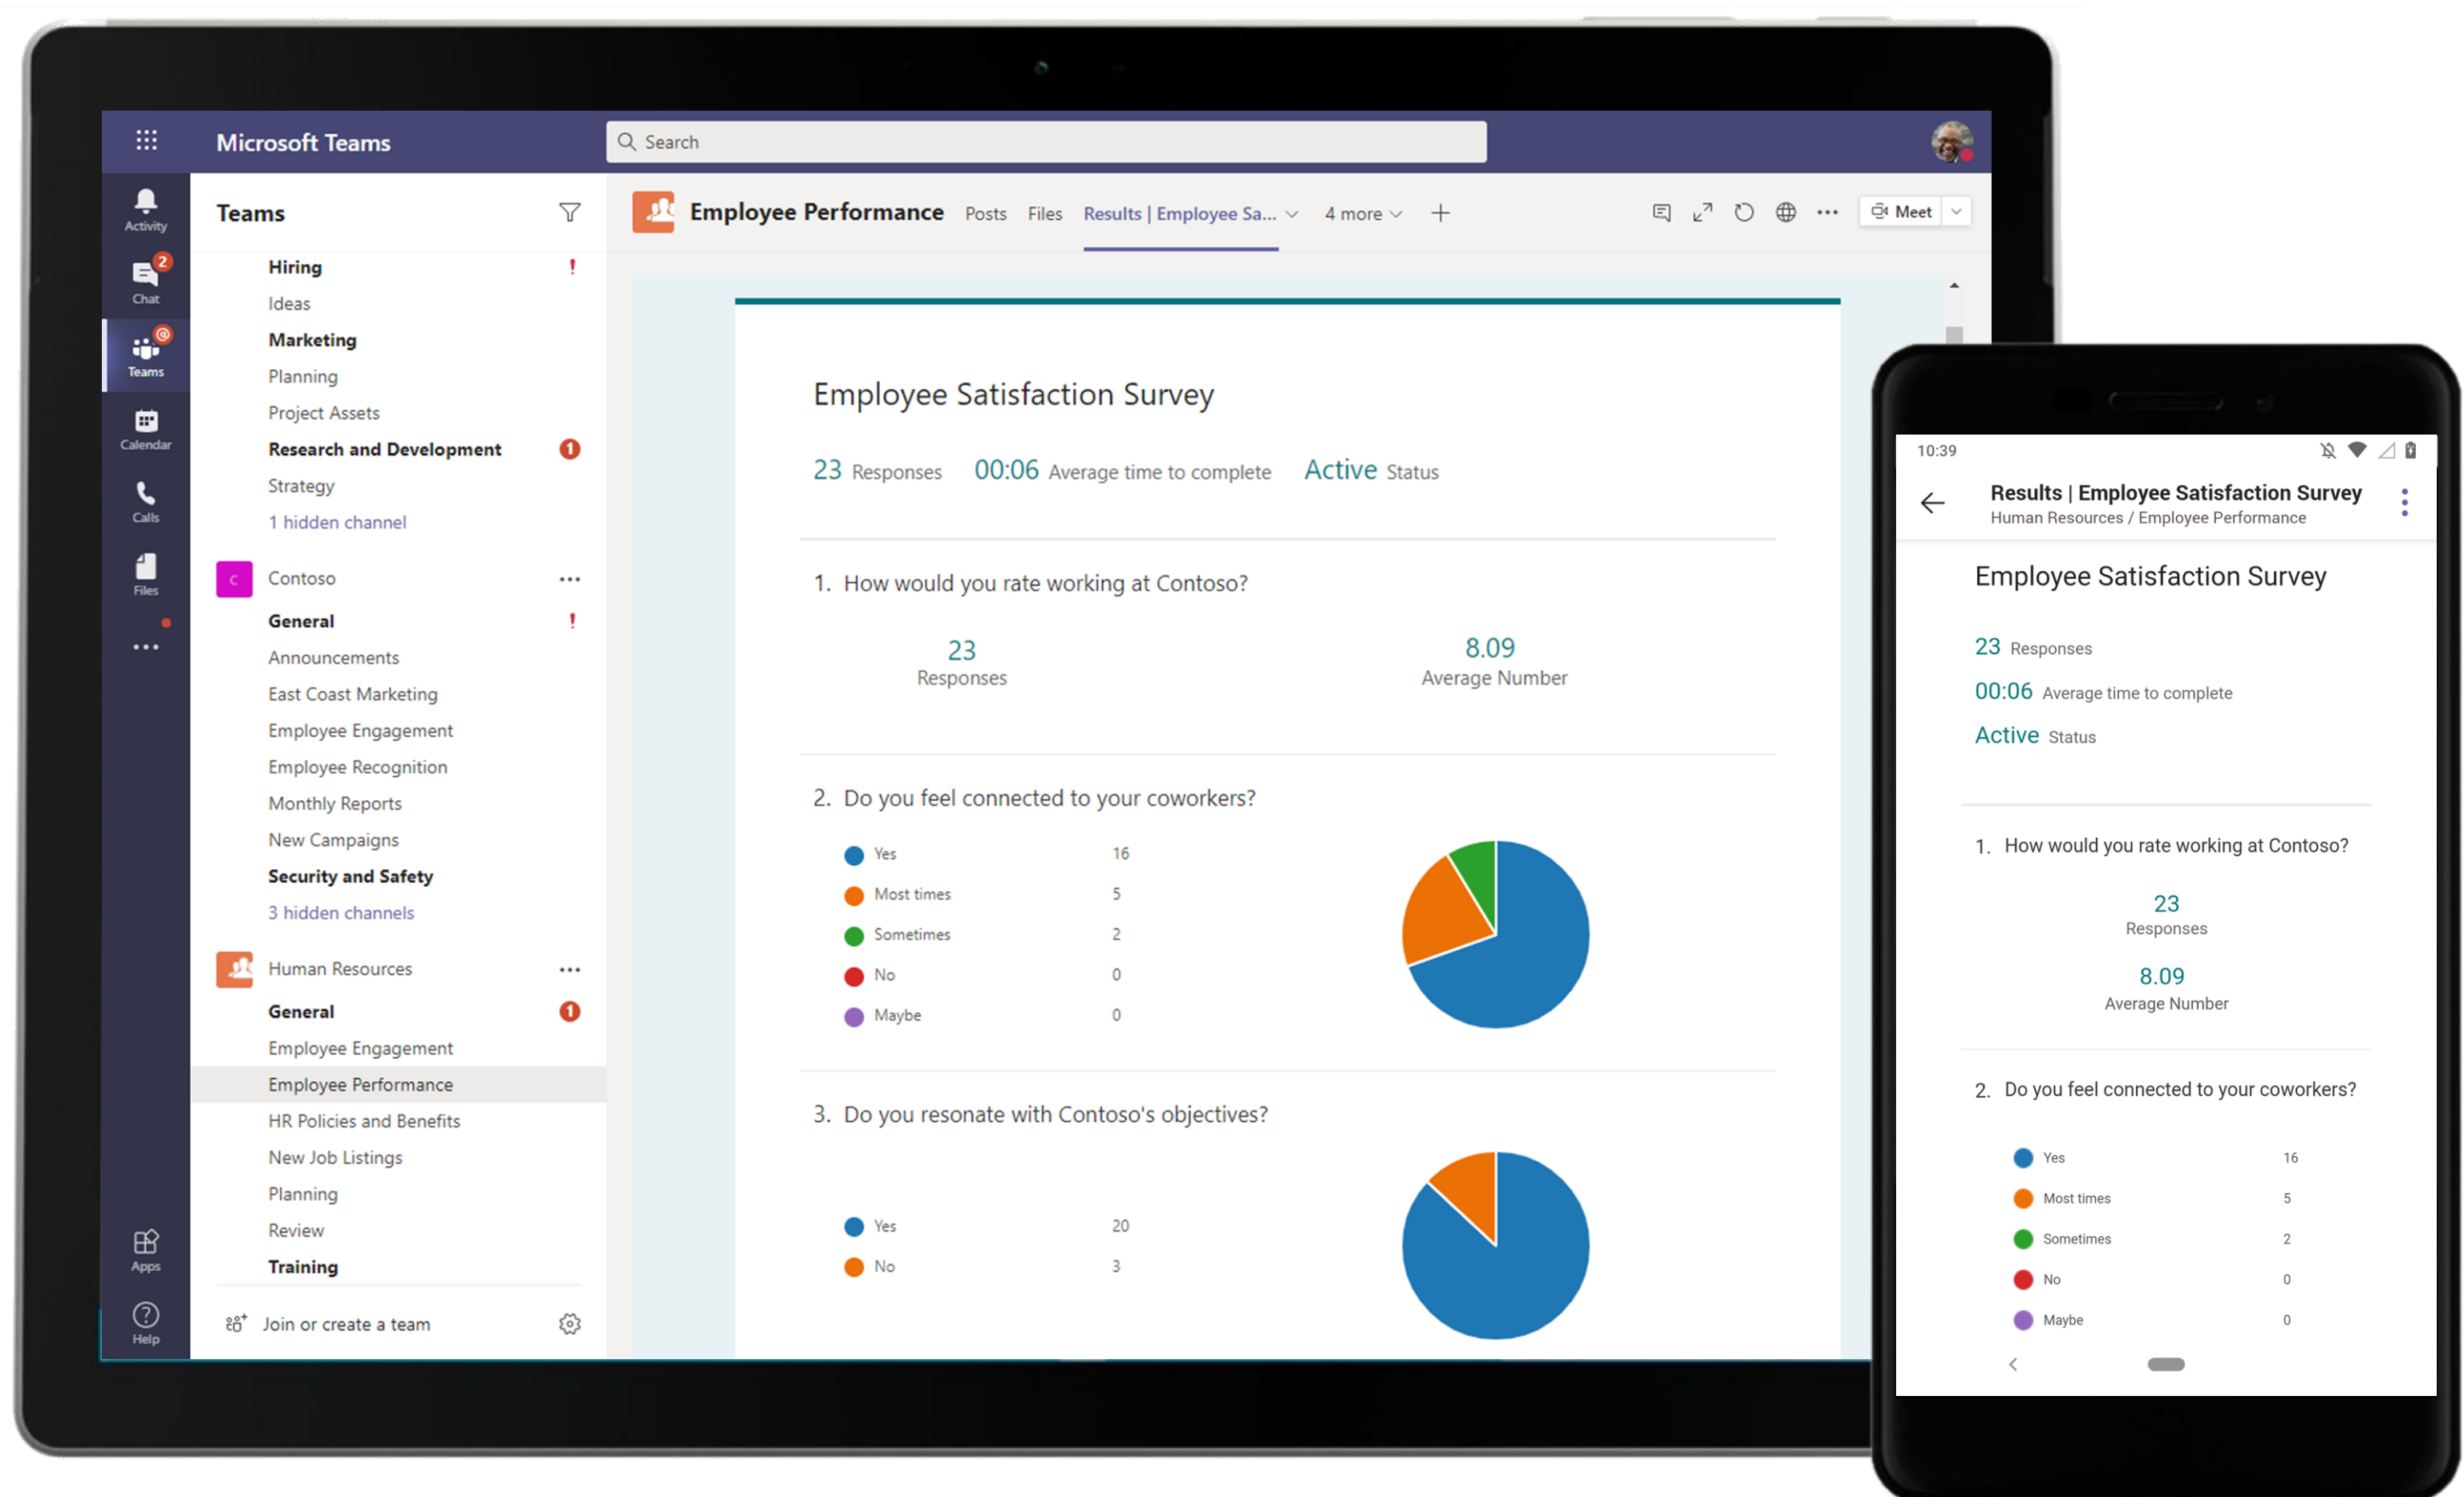 Microsoft Teams
Search
Activity
2
Chat
@
Teams
Calendar
Calls
Files
Apps
Help
Teams
Hiring !
Ideas
Marketing
Planning
Project Assets
Research and Development 1
Strategy
1 hidden channel
C Contoso
General !
Announcements
East Coast Marketing
Employee Engagement
Employee Recognition
Monthly Reports
New Campaigns
Security and Safety
3 hidden channels
Human Resources
General 1
Employee Engagement
Employee Performance
HR Policies and Benefits
New Job Listings
Planning
Review
Training
Join or create a team
Employee Performance Posts Files Results | Employee Sa... 4 more Meet
Employee Satisfaction Survey
23 Responses 00:06 Average time to complete Active Status
1. How would you rate working at Contoso?
23 8.09
Responses Average Number
2. Do you feel connected to your coworkers?
Yes 16
Most times 5
Sometimes 2
No 0
Maybe 0
3. Do you resonate with Contoso's objectives?
Yes 20
No 3
10:39
Results | Employee Satisfaction Survey
Human Resources / Employee Performance
Employee Satisfaction Survey
23 Responses
00:06 Average time to complete
Active Status
1. How would you rate working at Contoso?
23
Responses
8.09
Average Number
2. Do you feel connected to your coworkers?
Yes 16
Most times 5
Sometimes 2
No 0
Maybe 0